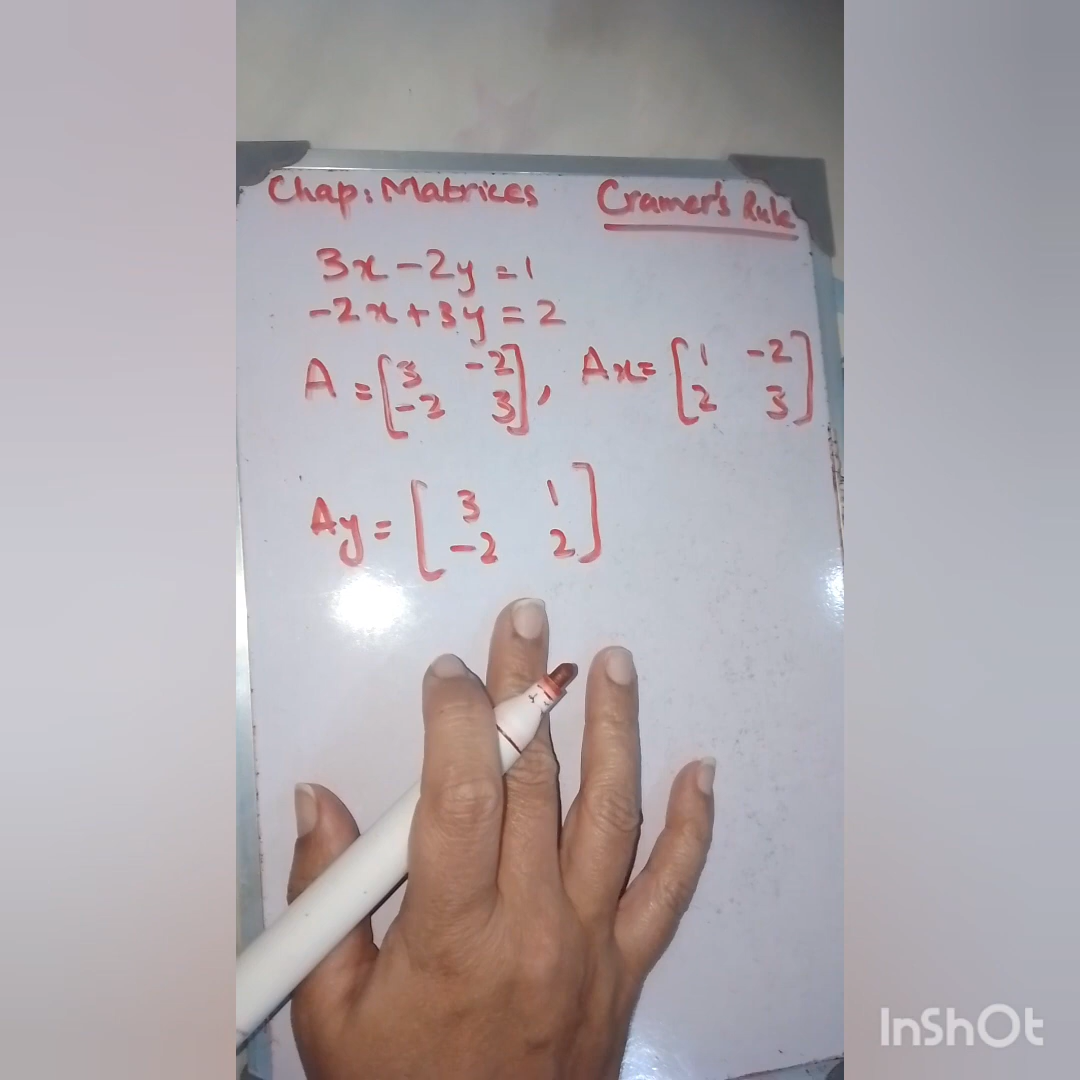 Chap: Matrices Cramer's Rule
3x - 2y = 1
-2x + 3y = 2
A = [3 -2
-2 3], Ax = [1 -2
2 3]
Ay = [3 1
-2 2]
InShOt